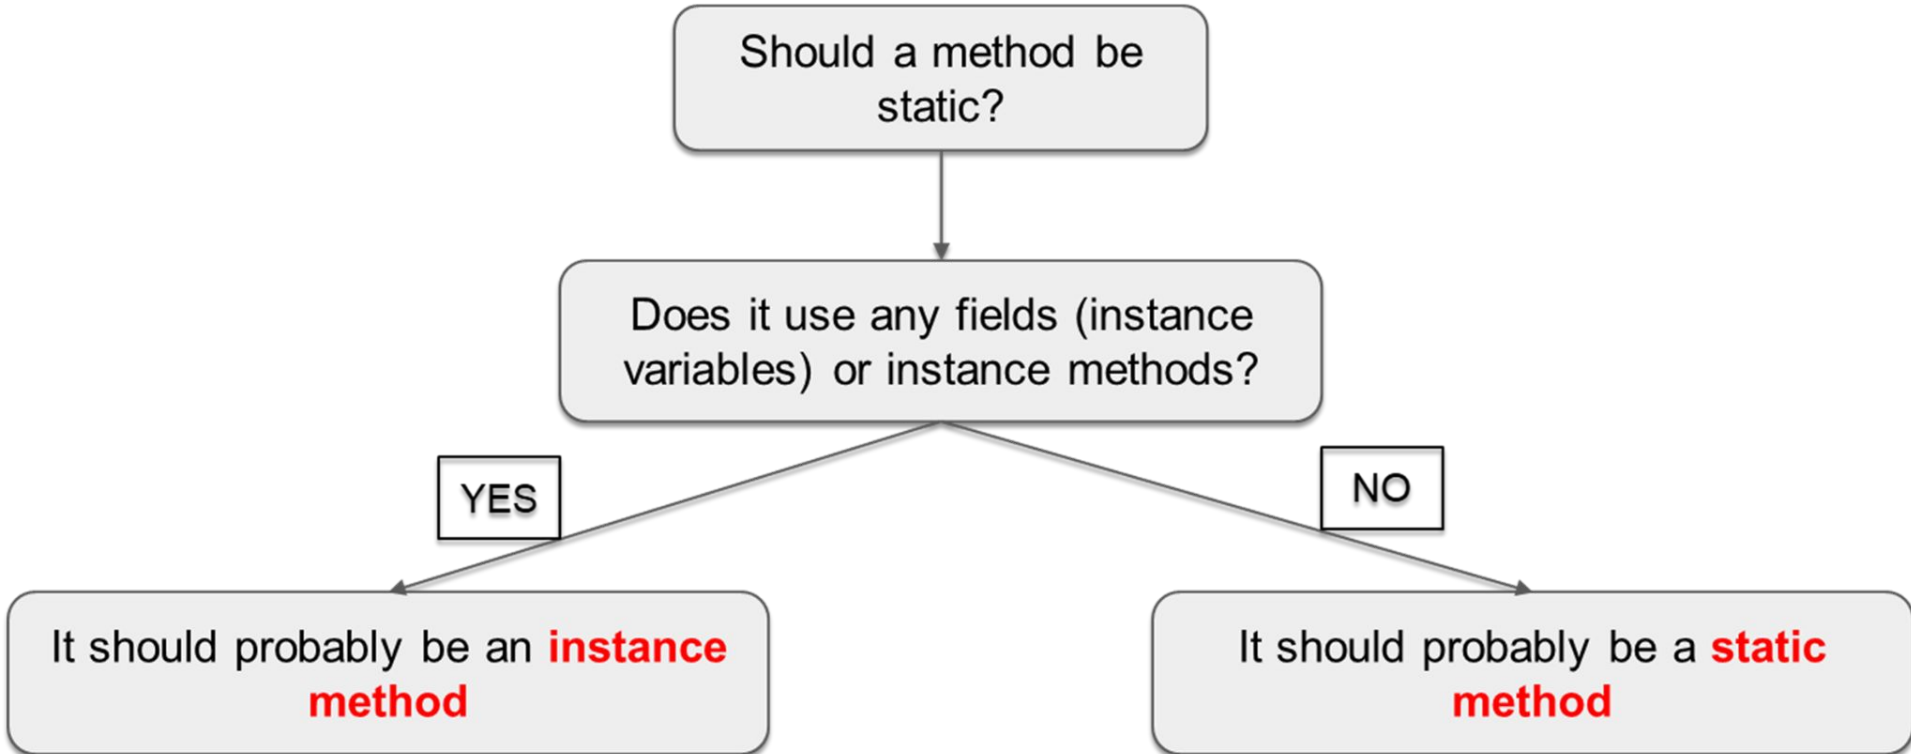 Should a method be
static?
Does it use any fields (instance
variables) or instance methods?
YES
NO
It should probably be an instance
method
It should probably be a static
method